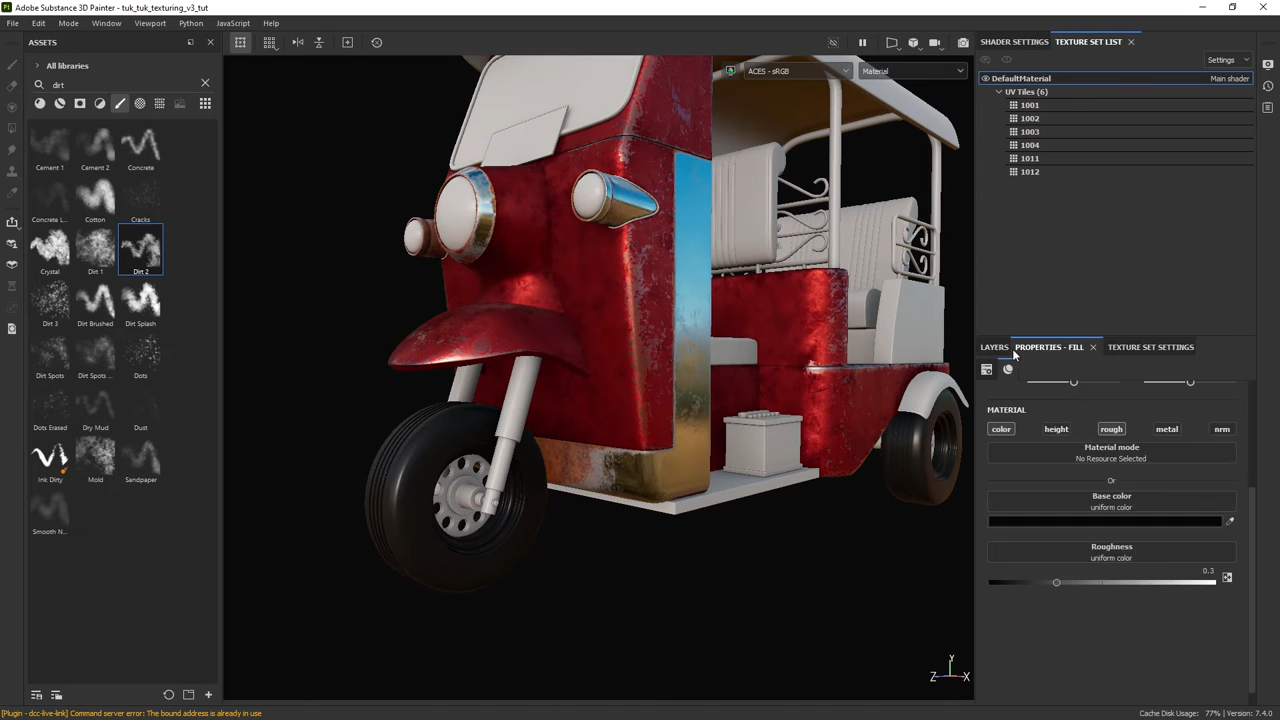 Adobe Substance 3D Painter - tuk_tuk_texturing_v3_tut
File Edit Mode Window Viewport Python JavaScript Help
ASSETS
All libraries
dirt
Cement 1 Cement 2 Concrete
Concrete L... Cotton Cracks
Crystal Dirt 1 Dirt 2
Dirt 3 Dirt Brushed Dirt Splash
Dirt Spots Dirt Spots ... Dots
Dots Erased Dry Mud Dust
Ink Dirty Mold Sandpaper
Smooth N...
ACES - sRGB Material
Y
Z X
SHADER SETTINGS TEXTURE SET LIST
Settings
DefaultMaterial Main shader
UV Tiles (6)
1001
1002
1003
1004
1011
1012
LAYERS PROPERTIES - FILL TEXTURE SET SETTINGS
MATERIAL
color height rough metal nrm
Material mode
No Resource Selected
Or
Base color
uniform color
Roughness
uniform color
0.3
[Plugin - dcc-live-link] Command server error: The bound address is already in use
Cache Disk Usage: 77% | Version: 7.4.0